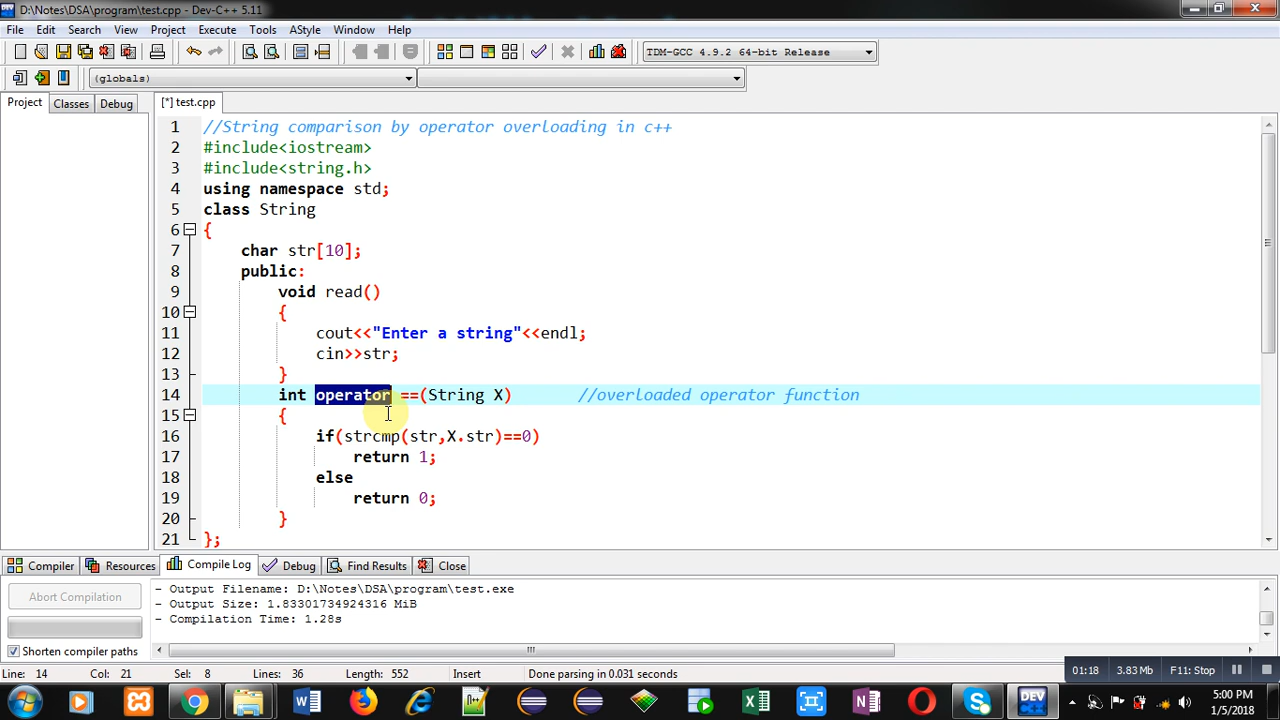 D:\Notes\DSA\program\test.cpp - Dev-C++ 5.11
File Edit Search View Project Execute Tools AStyle Window Help
TDM-GCC 4.9.2 64-bit Release
(globals)
Project Classes Debug [*] test.cpp
1 //String comparison by operator overloading in c++
2 #include<iostream>
3 #include<string.h>
4 using namespace std;
5 class String
6 {
7 char str[10];
8 public:
9 void read()
10 {
11 cout<<"Enter a string"<<endl;
12 cin>>str;
13 }
14 int operator ==(String X) //overloaded operator function
15 {
16 if(strcmp(str,X.str)==0)
17 return 1;
18 else
19 return 0;
20 }
21 };
Compiler Resources Compile Log Debug Find Results Close
Abort Compilation
Shorten compiler paths
- Output Filename: D:\Notes\DSA\program\test.exe
- Output Size: 1.83301734924316 MiB
- Compilation Time: 1.28s
Line: 14 Col: 21 Sel: 8 Lines: 36 Length: 552 Insert Done parsing in 0.031 seconds
01:18 3.83 Mb F11: Stop
DEV
5:00 PM
1/5/2018